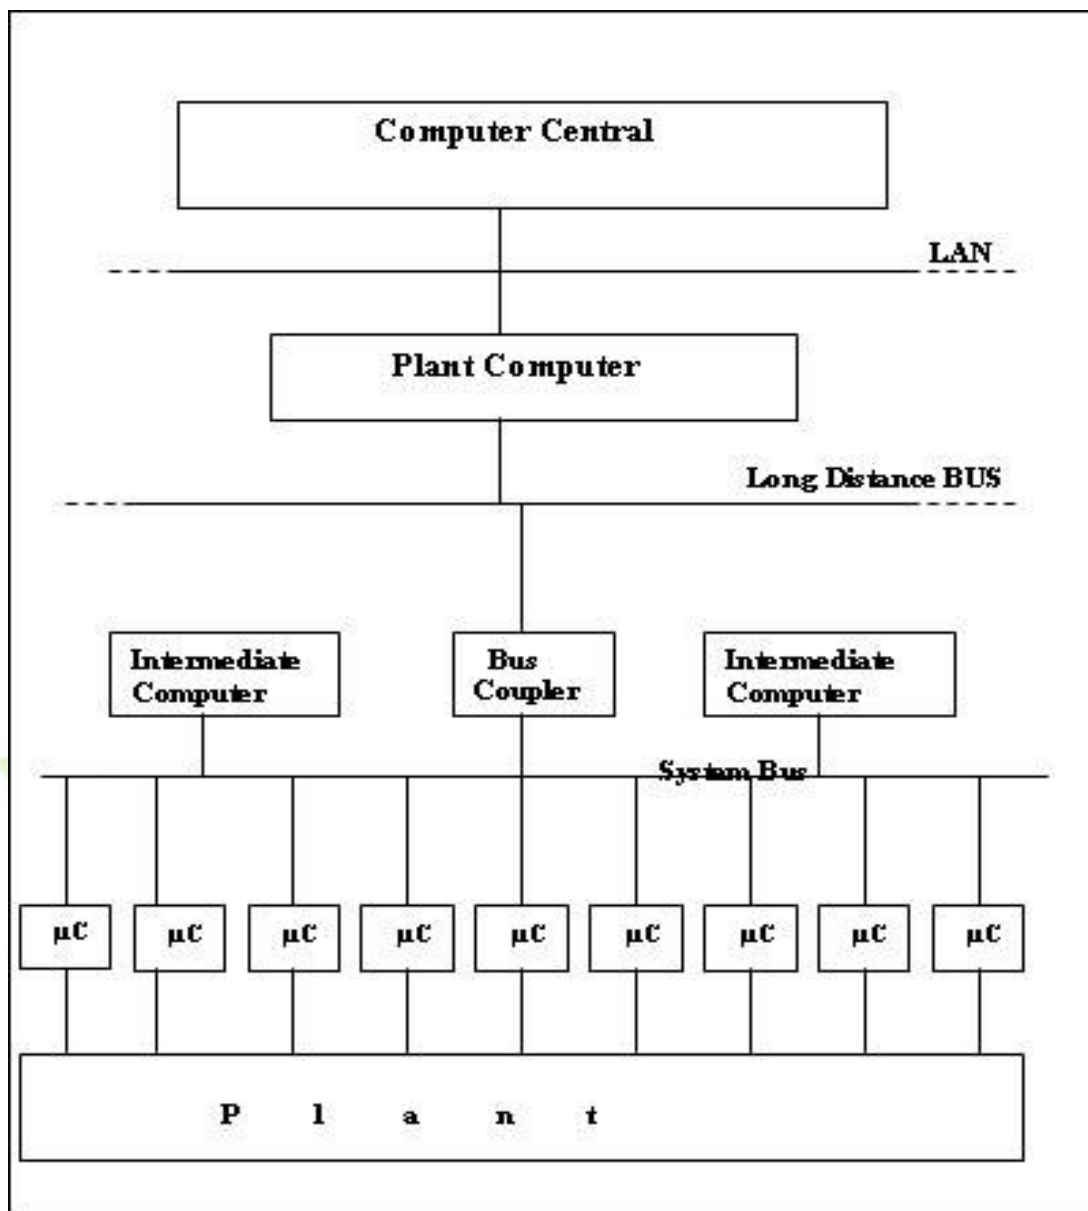 Computer Central
LAN
Plant Computer
Long Distance BUS
Intermediate
Computer
Bus
Coupler
Intermediate
Computer
System Bus
μC μC μC μC μC μC μC μC μC
P l a n t